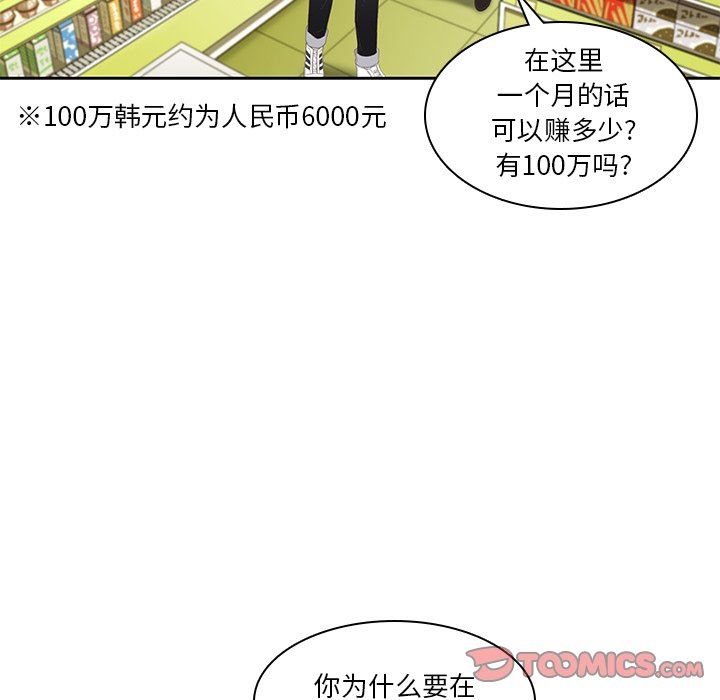 在这里
一个月的话
可以赚多少?
有100万吗?
※100万韩元约为人民币6000元
你为什么要在
TOOMICS.COM